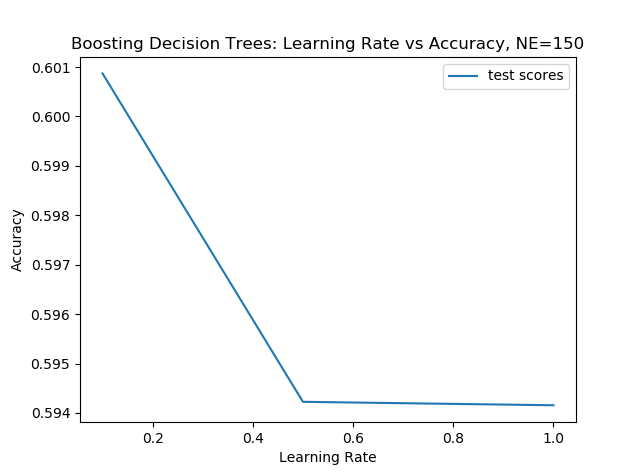 Boosting Decision Trees: Learning Rate vs Accuracy, NE=150
test scores
Accuracy
0.601
0.600
0.599
0.598
0.597
0.596
0.595
0.594
0.2 0.4 0.6 0.8 1.0
Learning Rate